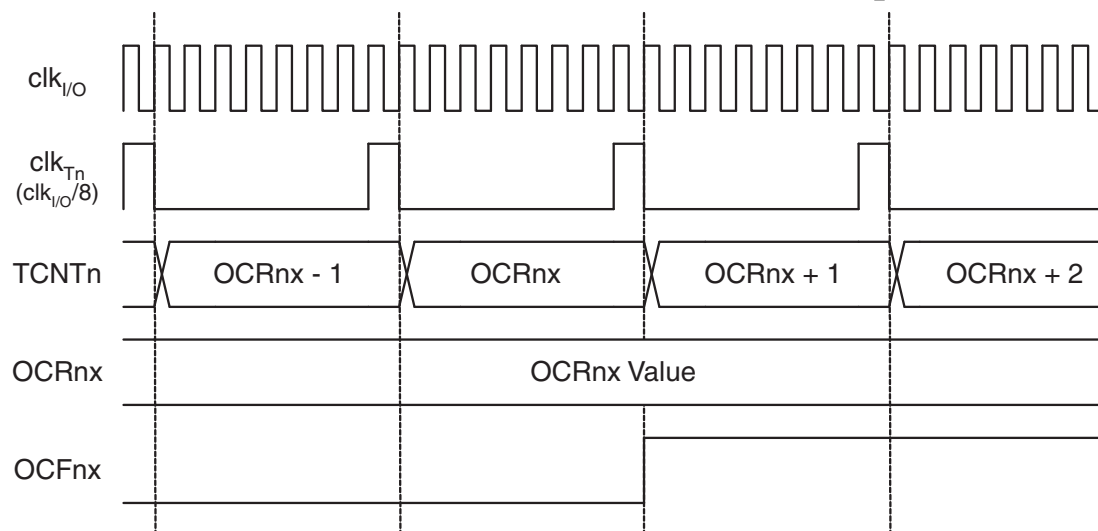 clkI/O
clkTn
(clkI/O/8)
TCNTn OCRnx - 1 OCRnx OCRnx + 1 OCRnx + 2
OCRnx OCRnx Value
OCFnx